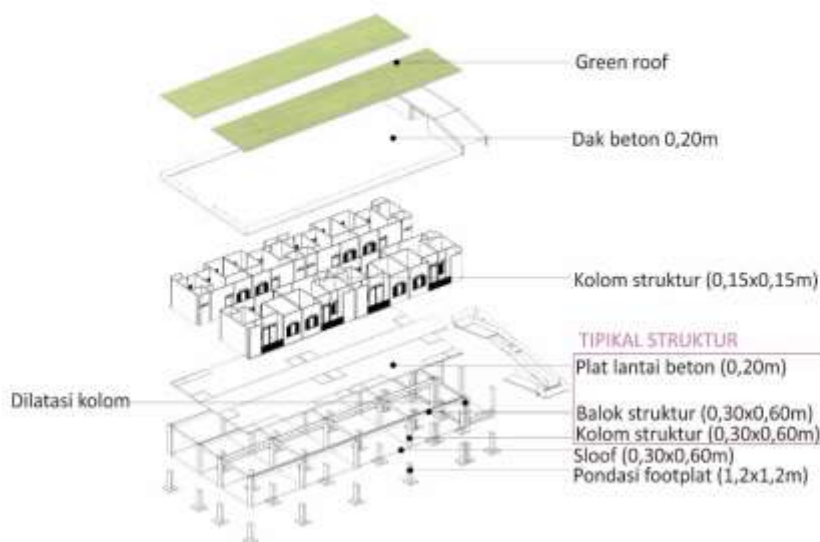 Green roof
Dak beton 0,20m
Kolom struktur (0,15x0,15m)
TIPIKAL STRUKTUR
Plat lantai beton (0,20m)
Dilatasi kolom
Balok struktur (0,30x0,60m)
Kolom struktur (0,30x0,60m)
Sloof (0,30x0,60m)
Pondasi footplat (1,2x1,2m)